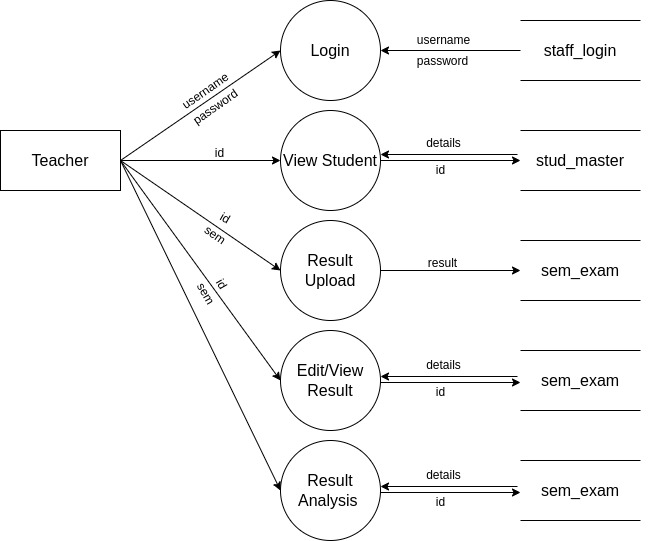 Login
username
password
staff_login
username
password
Teacher
id
View Student
details
id
stud_master
id
sem
Result
Upload
result
sem_exam
id
sem
Edit/View
Result
details
id
sem_exam
Result
Analysis
details
id
sem_exam